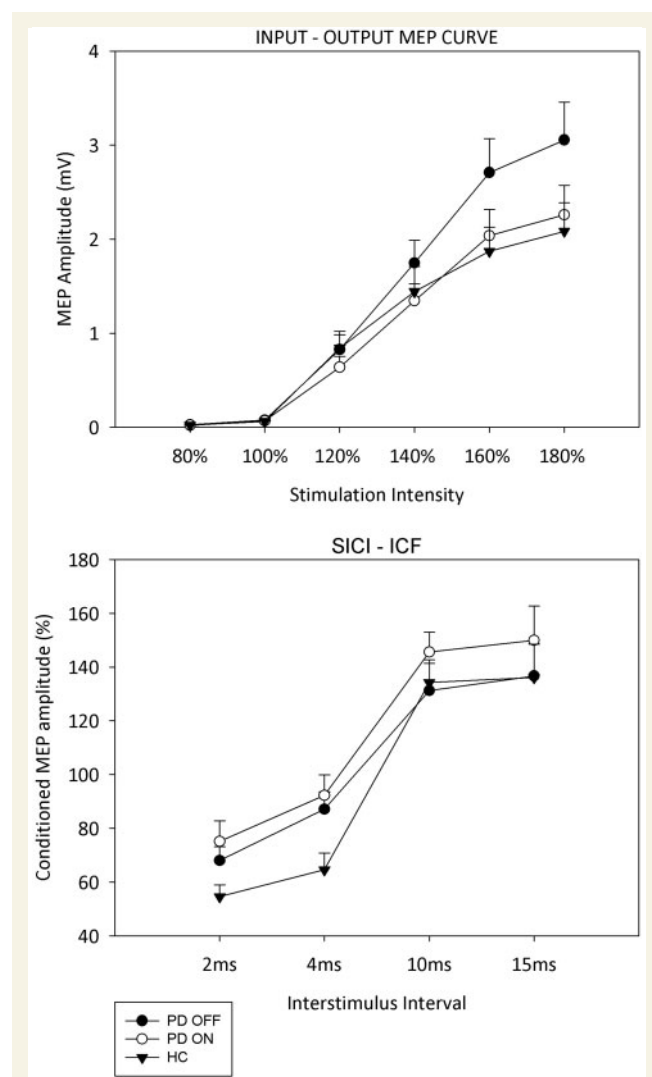 INPUT - OUTPUT MEP CURVE
4
3
2
1
0
MEP Amplitude (mV)
80% 100% 120% 140% 160% 180%
Stimulation Intensity
SICI - ICF
180
160
140
120
100
80
60
40
Conditioned MEP amplitude (%)
2ms 4ms 10ms 15ms
Interstimulus Interval
PD OFF
PD ON
HC